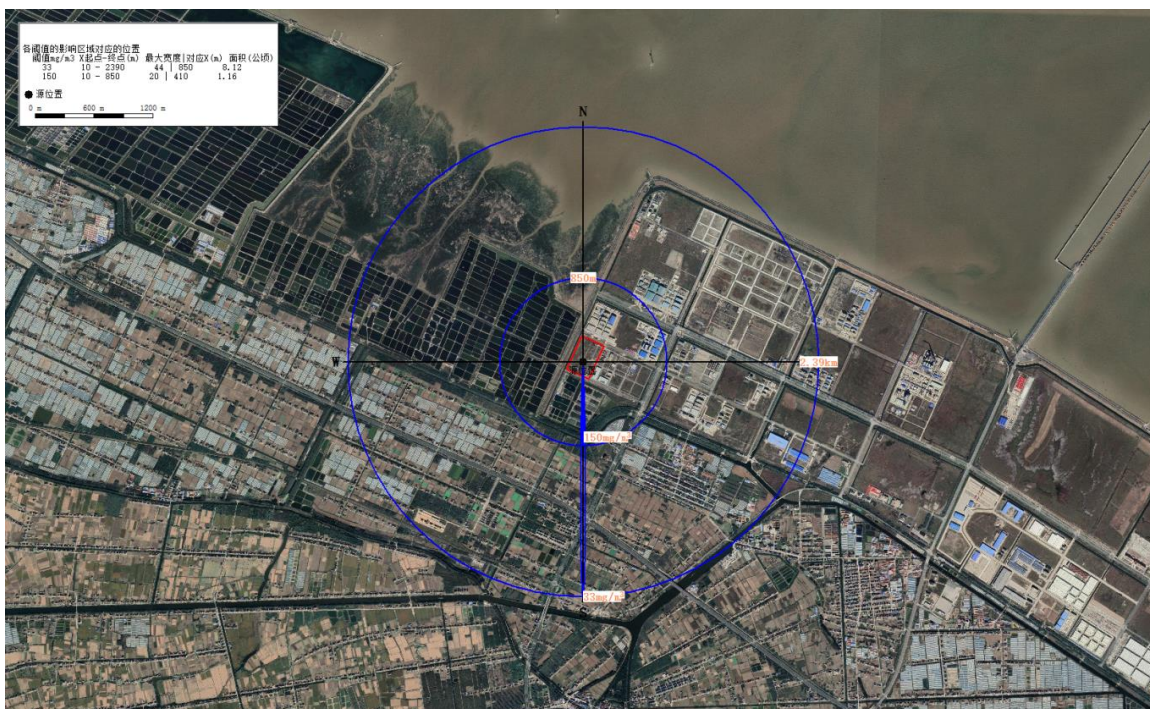 各阈值的影响区域对应的位置
阈值mg/m3 X起点-终点(m) 最大宽度|对应X(m) 面积(公顷)
33 10 - 2390 44 | 850 8.12
150 10 - 850 20 | 410 1.16
源位置
0 m 600 m 1200 m
N
850m
W
2.39km
150mg/m3
33mg/m3